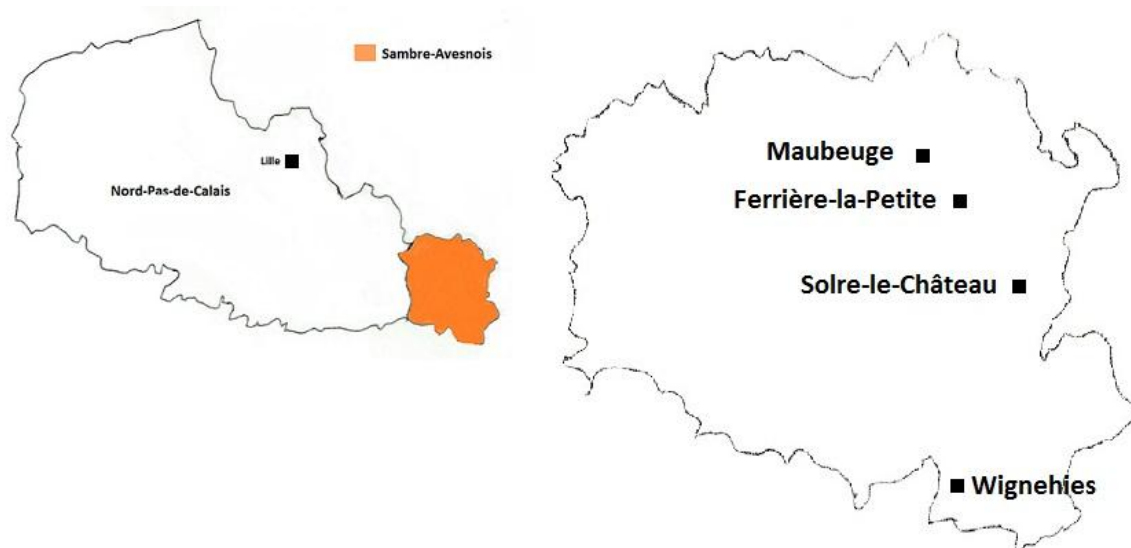 Sambre-Avesnois
Lille
Nord-Pas-de-Calais
Maubeuge
Ferrière-la-Petite
Solre-le-Château
Wignehies